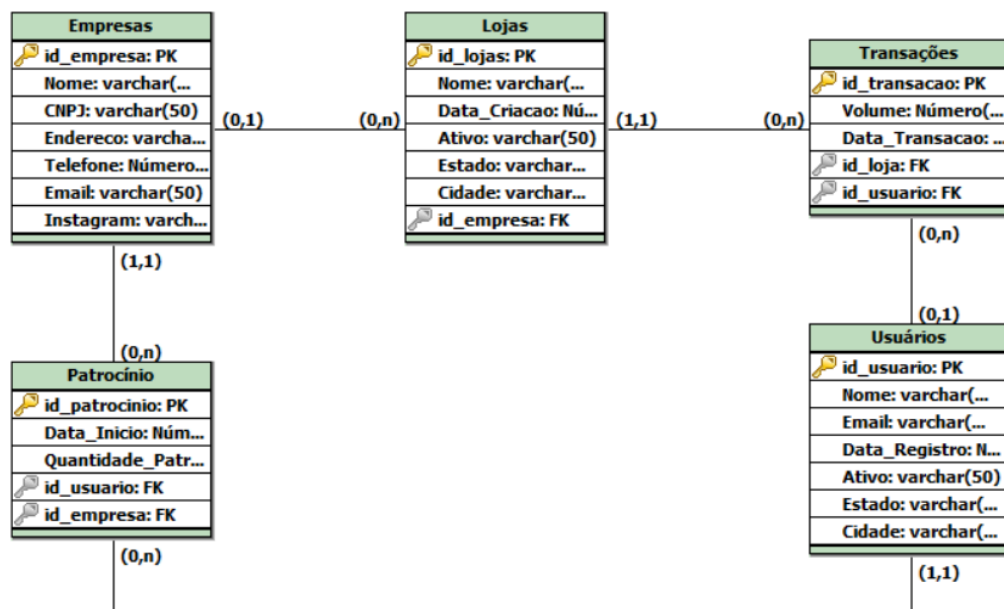 Empresas
id_empresa: PK
Nome: varchar(...
CNPJ: varchar(50)
Endereco: varcha...
Telefone: Número...
Email: varchar(50)
Instagram: varch...
(0,1)
(0,n)
Lojas
id_lojas: PK
Nome: varchar(...
Data_Criacao: Nú...
Ativo: varchar(50)
Estado: varchar...
Cidade: varchar...
id_empresa: FK
(1,1)
(0,n)
Transações
id_transacao: PK
Volume: Número(...
Data_Transacao: ...
id_loja: FK
id_usuario: FK
(1,1)
(0,n)
(0,n)
(0,1)
Patrocínio
id_patrocinio: PK
Data_Inicio: Núm...
Quantidade_Patr...
id_usuario: FK
id_empresa: FK
(0,n)
Usuários
id_usuario: PK
Nome: varchar(...
Email: varchar(...
Data_Registro: N...
Ativo: varchar(50)
Estado: varchar(...
Cidade: varchar(...
(1,1)